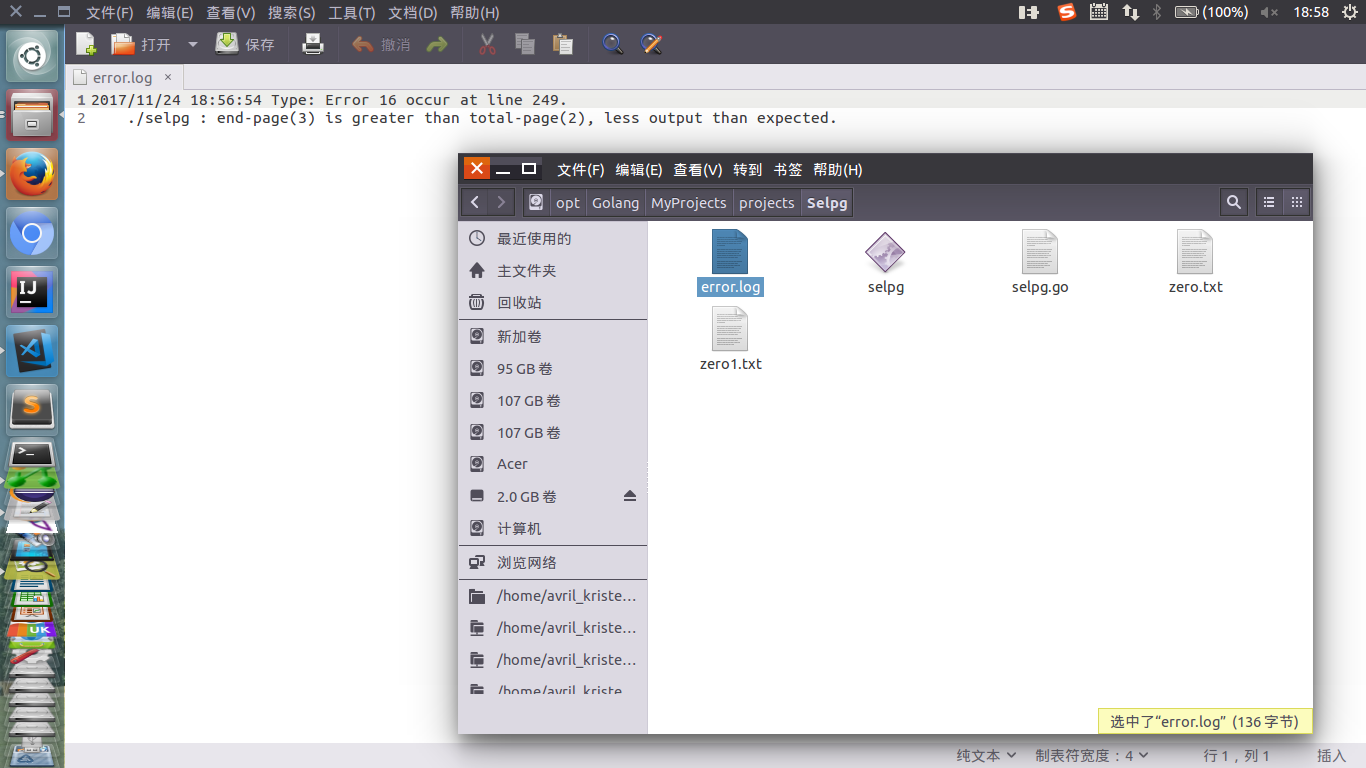 文件(F) 编辑(E) 查看(V) 搜索(S) 工具(T) 文档(D) 帮助(H)
(100%) 18:58
打开 保存 撤消
error.log ×
1 2017/11/24 18:56:54 Type: Error 16 occur at line 249.
2 ./selpg : end-page(3) is greater than total-page(2), less output than expected.
文件(F) 编辑(E) 查看(V) 转到 书签 帮助(H)
opt Golang MyProjects projects Selpg
最近使用的
主文件夹
回收站
新加卷
95 GB 卷
107 GB 卷
107 GB 卷
Acer
2.0 GB 卷
计算机
浏览网络
/home/avril_kriste…
/home/avril_kriste…
/home/avril_kriste…
/home/avril_kriste
error.log selpg selpg.go zero.txt
zero1.txt
选中了“error.log” (136 字节)
IJ
S
>_
UK
纯文本 制表符宽度：4 行 1，列 1 插入